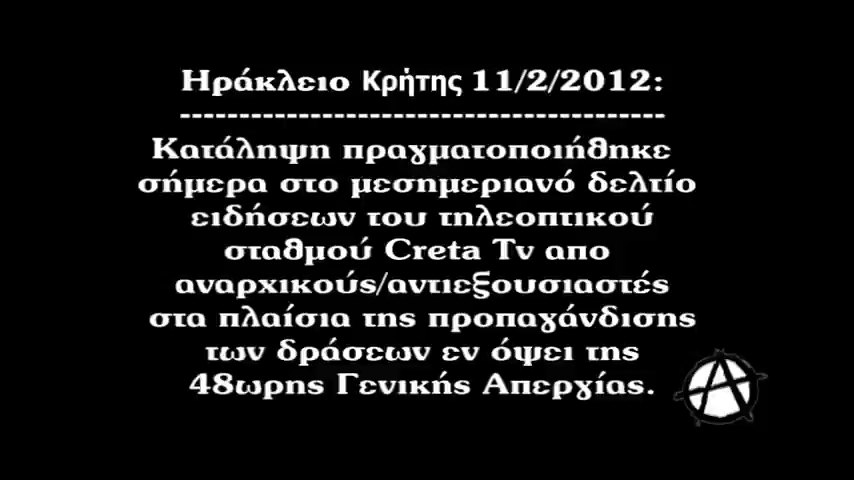 Ηράκλειο Κρήτης 11/2/2012:
-----------------------------------------
Κατάληψη πραγματοποιήθηκε
σήμερα στο μεσημεριανό δελτίο
ειδήσεων του τηλεοπτικού
σταθμού Creta Tv απο
αναρχικούς/αντιεξουσιαστές
στα πλαίσια της προπαγάνδισης
των δράσεων εν όψει της
48ωρης Γενικής Απεργίας.